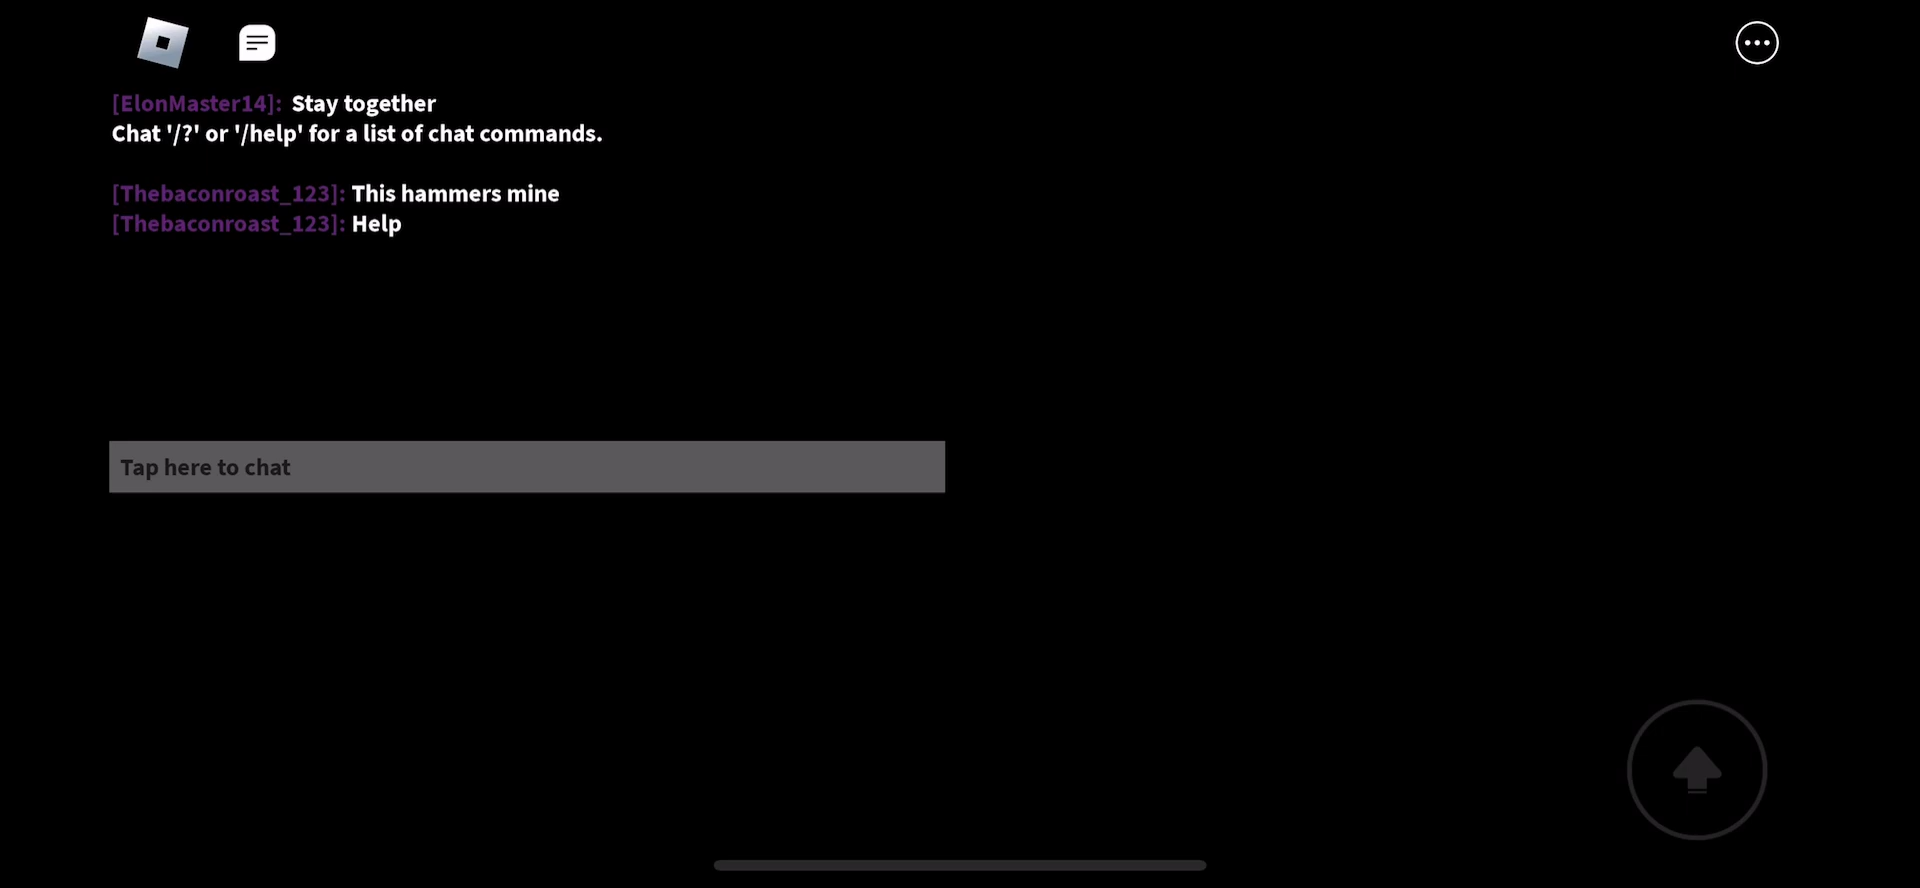 [ElonMaster14]: Stay together
Chat '/?' or '/help' for a list of chat commands.
[Thebaconroast_123]: This hammers mine
[Thebaconroast_123]: Help
Tap here to chat